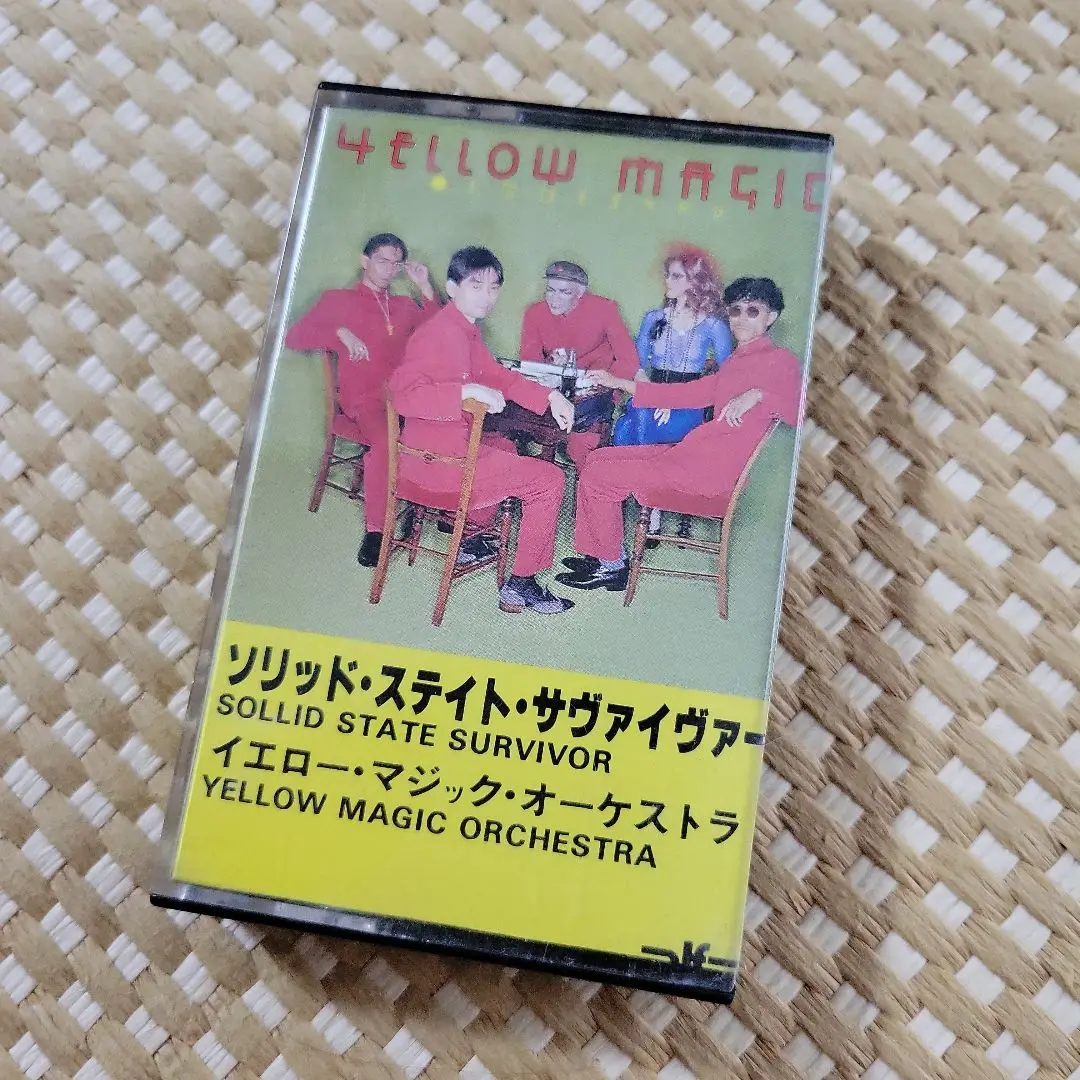 YELLOW MAGIC
ソリッド・ステイト・サヴァイヴァー
SOLLID STATE SURVIVOR
イエロー・マジック・オーケストラ
YELLOW MAGIC ORCHESTRA